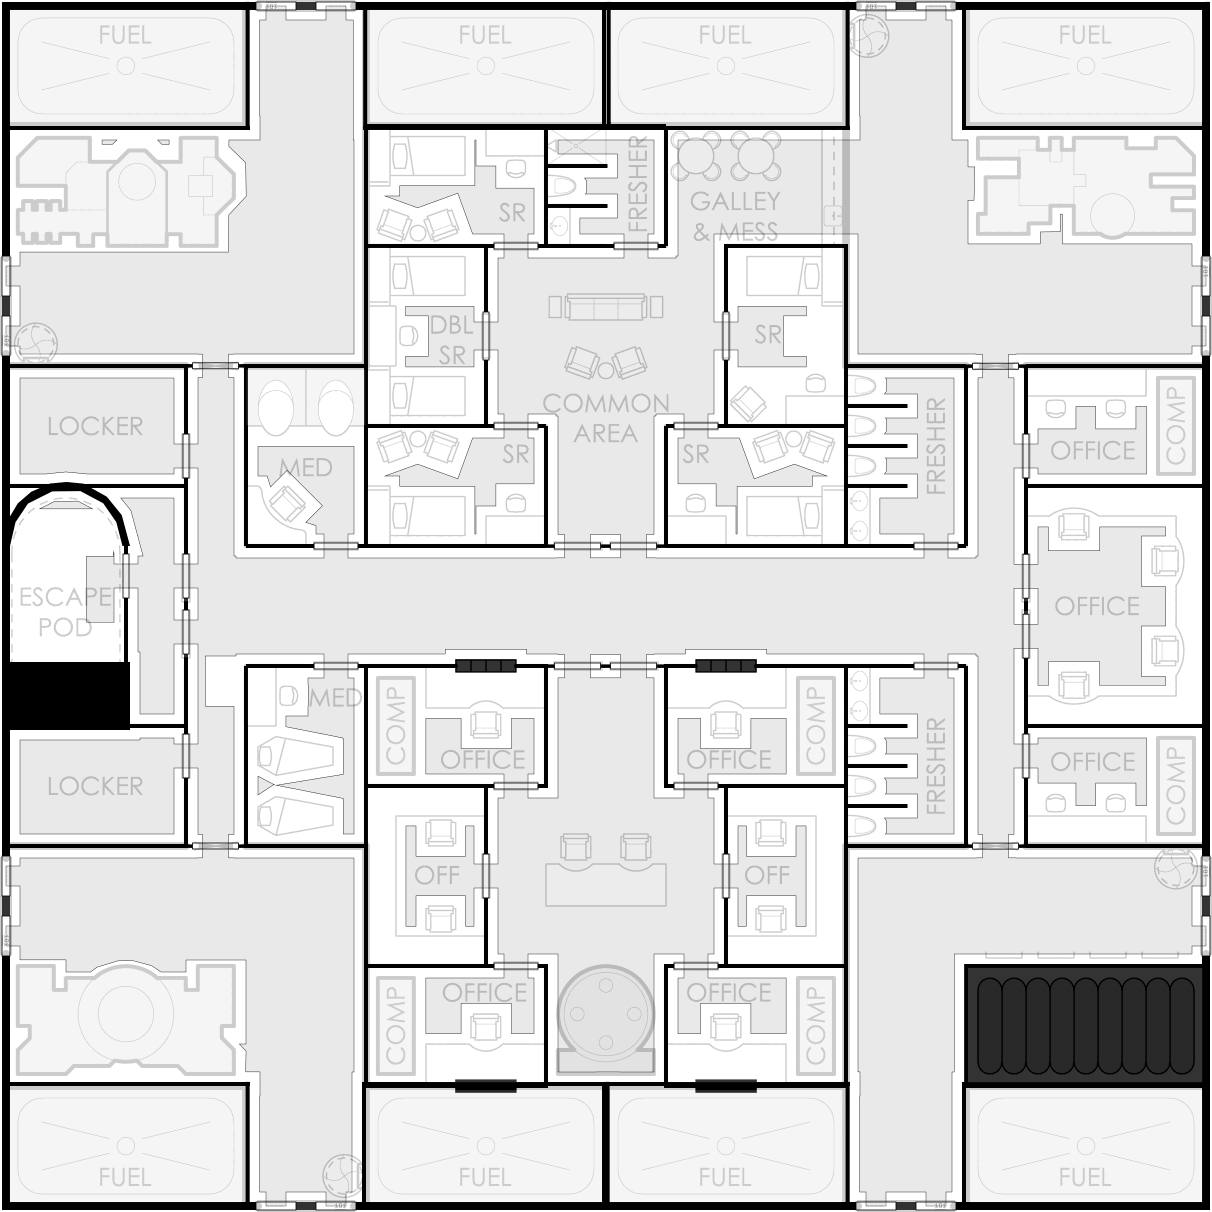 FUEL
FUEL
FUEL
FUEL
SR
FRESHER
GALLEY
& MESS
DBL
SR
SR
COMMON
AREA
LOCKER
MED
SR
SR
FRESHER
OFFICE
COMP
ESCAPE
POD
OFFICE
LOCKER
MED
COMP
OFFICE
OFFICE
COMP
FRESHER
OFFICE
COMP
OFF
OFF
COMP
OFFICE
OFFICE
COMP
FUEL
FUEL
FUEL
FUEL